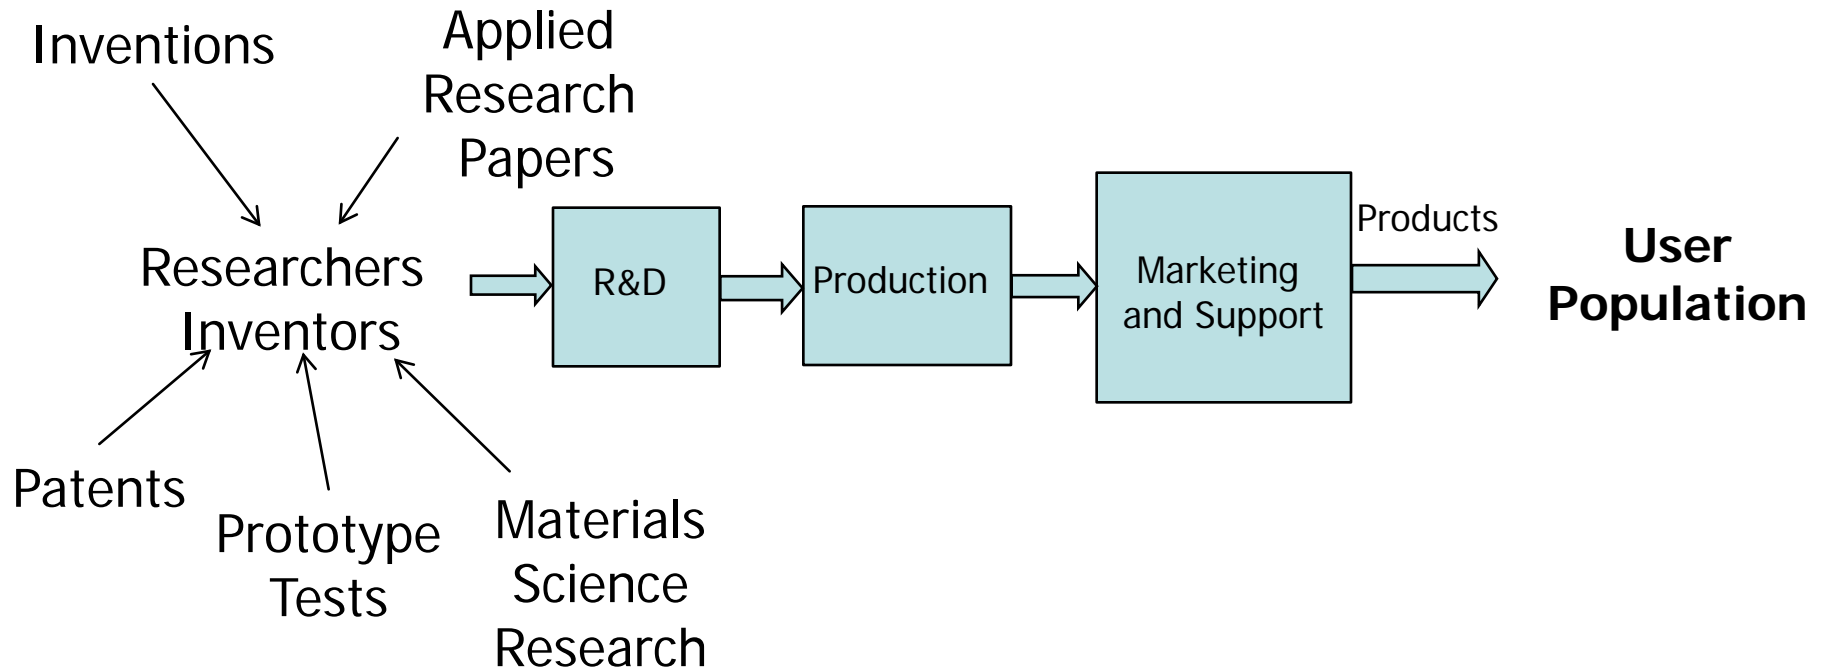 Inventions
Applied
Research
Papers
Researchers
Inventors
R&D
Production
Marketing
and Support
Products
User
Population
Patents
Prototype
Tests
Materials
Science
Research